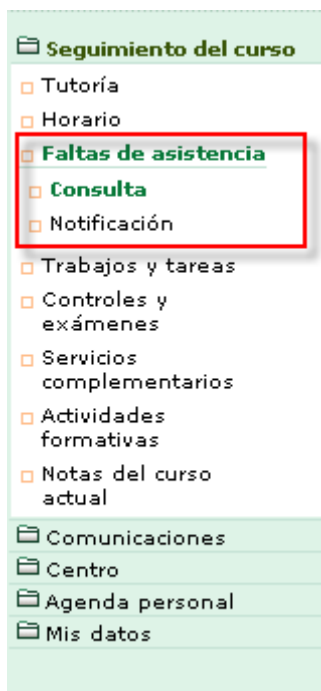 Seguimiento del curso
Tutoría
Horario
Faltas de asistencia
Consulta
Notificación
Trabajos y tareas
Controles y
exámenes
Servicios
complementarios
Actividades
formativas
Notas del curso
actual
Comunicaciones
Centro
Agenda personal
Mis datos